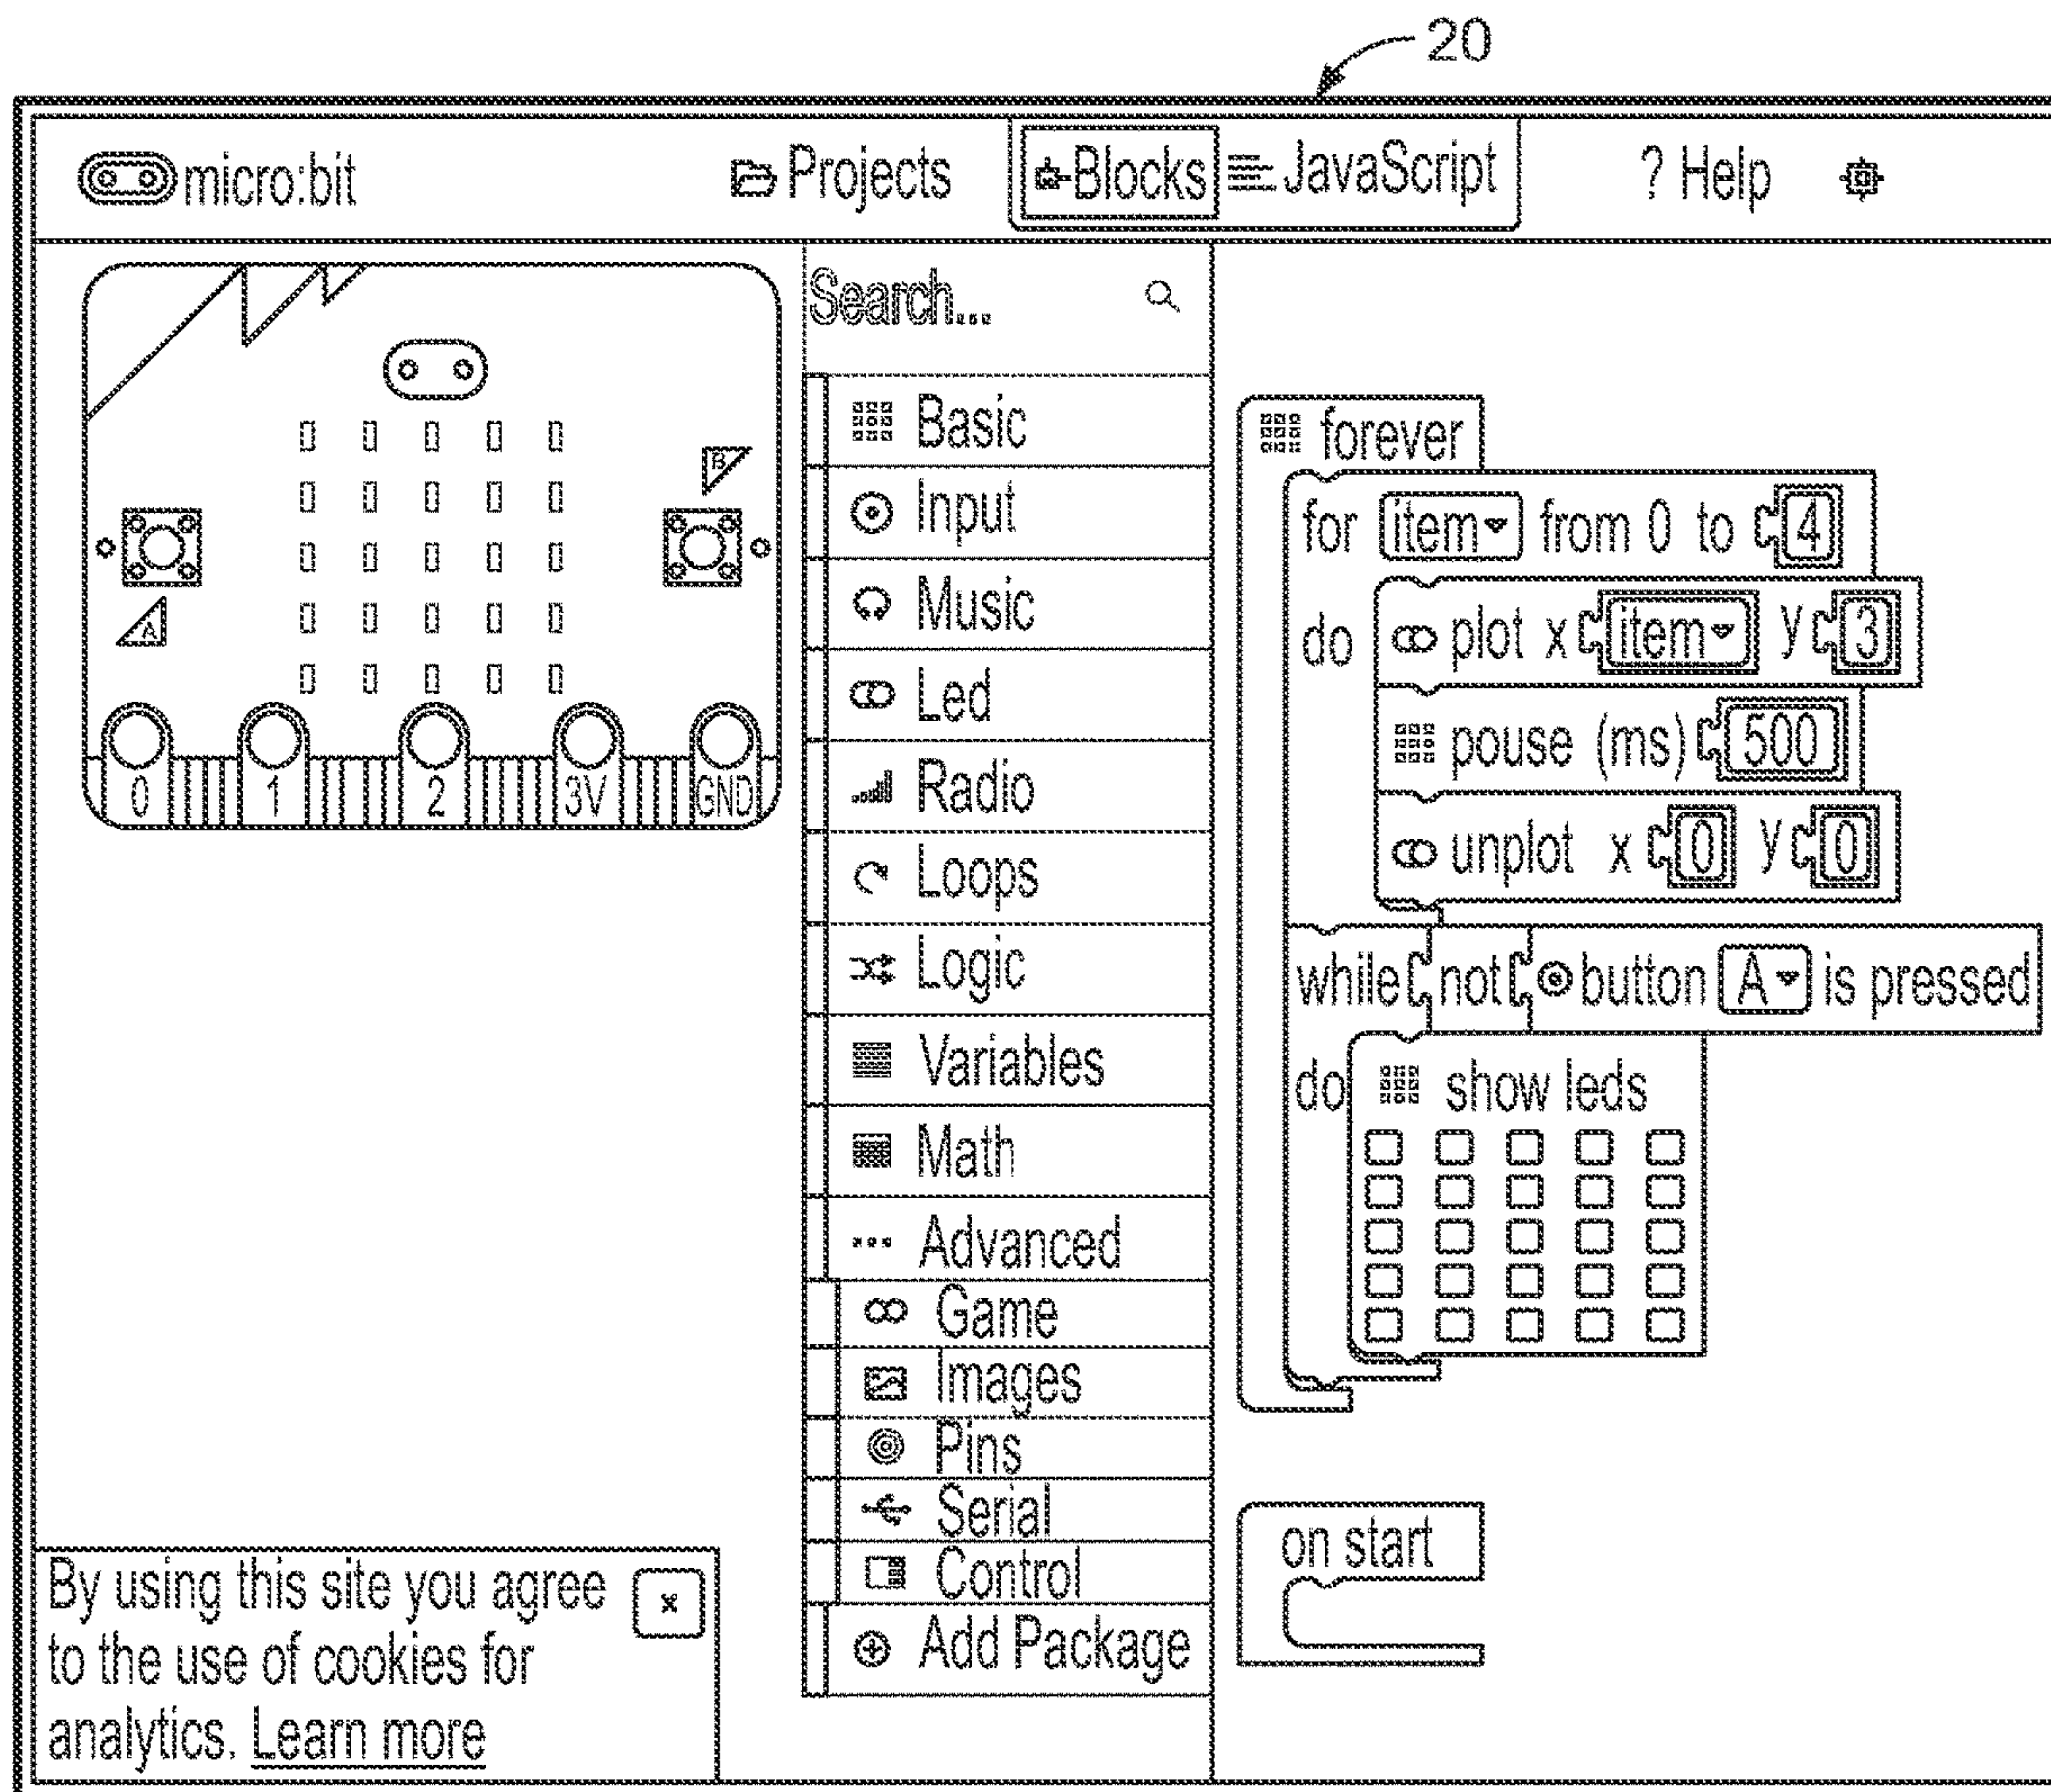 20
micro:bit Projects Blocks JavaScript ? Help
B
A
0 1 2 3V GND
Search...
Basic
Input
Music
Led
Radio
Loops
Logic
Variables
Math
Advanced
Game
Images
Pins
Serial
Control
Add Package
forever
for item from 0 to 4
do plot x item y 3
pouse (ms) 500
unplot x 0 y 0
while not button A is pressed
do show leds
on start
By using this site you agree x
to the use of cookies for
analytics. Learn more